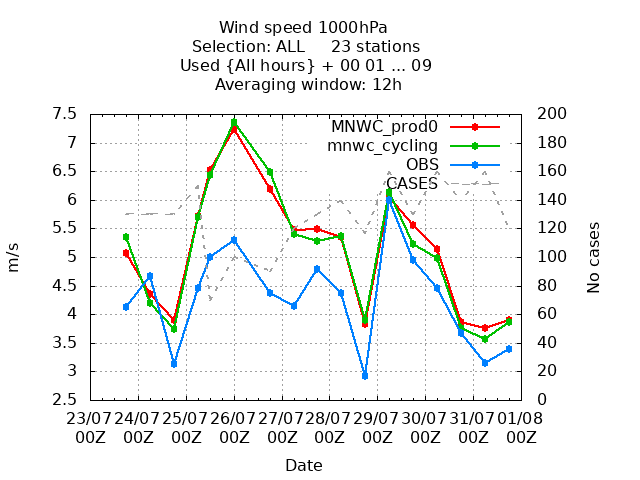 Wind speed 1000hPa
Selection: ALL     23 stations
Used {All hours} + 00 01 ... 09
Averaging window: 12h
MNWC_prod0
mnwc_cycling
OBS
CASES
7.5
7
6.5
6
5.5
5
4.5
4
3.5
3
2.5
m/s
200
180
160
140
120
100
80
60
40
20
0
No cases
23/07 24/07 25/07 26/07 27/07 28/07 29/07 30/07 31/07 01/08
00Z 00Z 00Z 00Z 00Z 00Z 00Z 00Z 00Z 00Z
Date